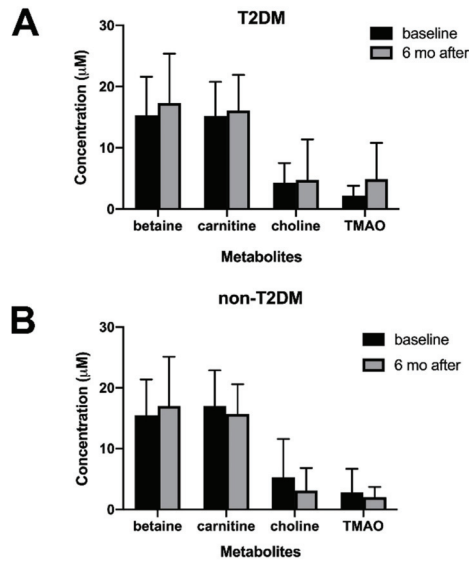 A
T2DM
baseline
6 mo after
Concentration (µM)
30
20
10
0
betaine carnitine choline TMAO
Metabolites
B
non-T2DM
baseline
6 mo after
Concentration (µM)
30
20
10
0
betaine carnitine choline TMAO
Metabolites